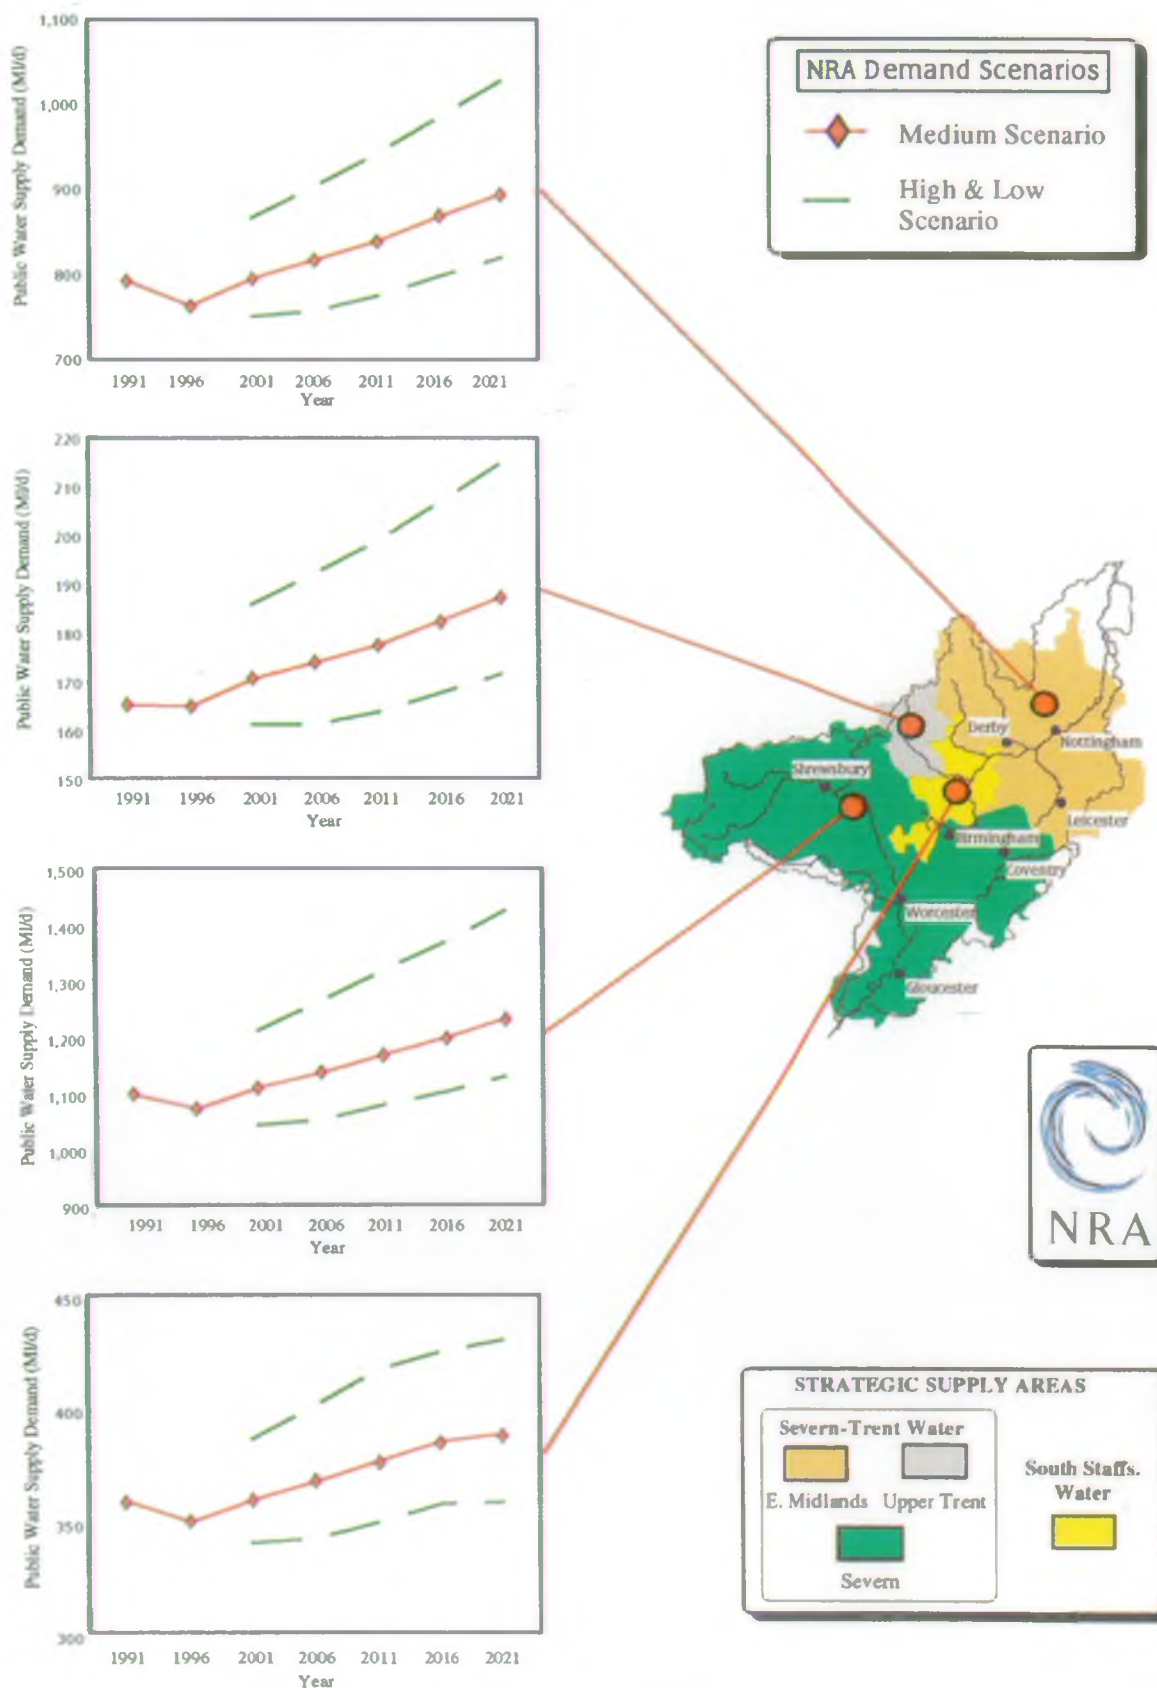 1,100
1,000
900
800
700
Public Water Supply Demand (Ml/d)
1991 1996 2001 2006 2011 2016 2021
Year
220
210
200
190
180
170
160
150
Public Water Supply Demand (Ml/d)
1991 1996 2001 2006 2011 2016 2021
1,500
1,400
1,300
1,200
1,100
1,000
900
Public Water Supply Demand (Ml/d)
1991 1996 2001 2006 2011 2016 2021
Year
450
400
350
300
Public Water Supply Demand (Ml/d)
1991 1996 2001 2006 2011 2016 2021
Year
NRA Demand Scenarios
Medium Scenario
High & Low
Scenario
Derby
Nottingham
Shrewsbury
Leicester
Birmingham
Coventry
Worcester
Gloucester
NRA
STRATEGIC SUPPLY AREAS
Severn-Trent Water
E. Midlands Upper Trent
Severn
South Staffs.
Water